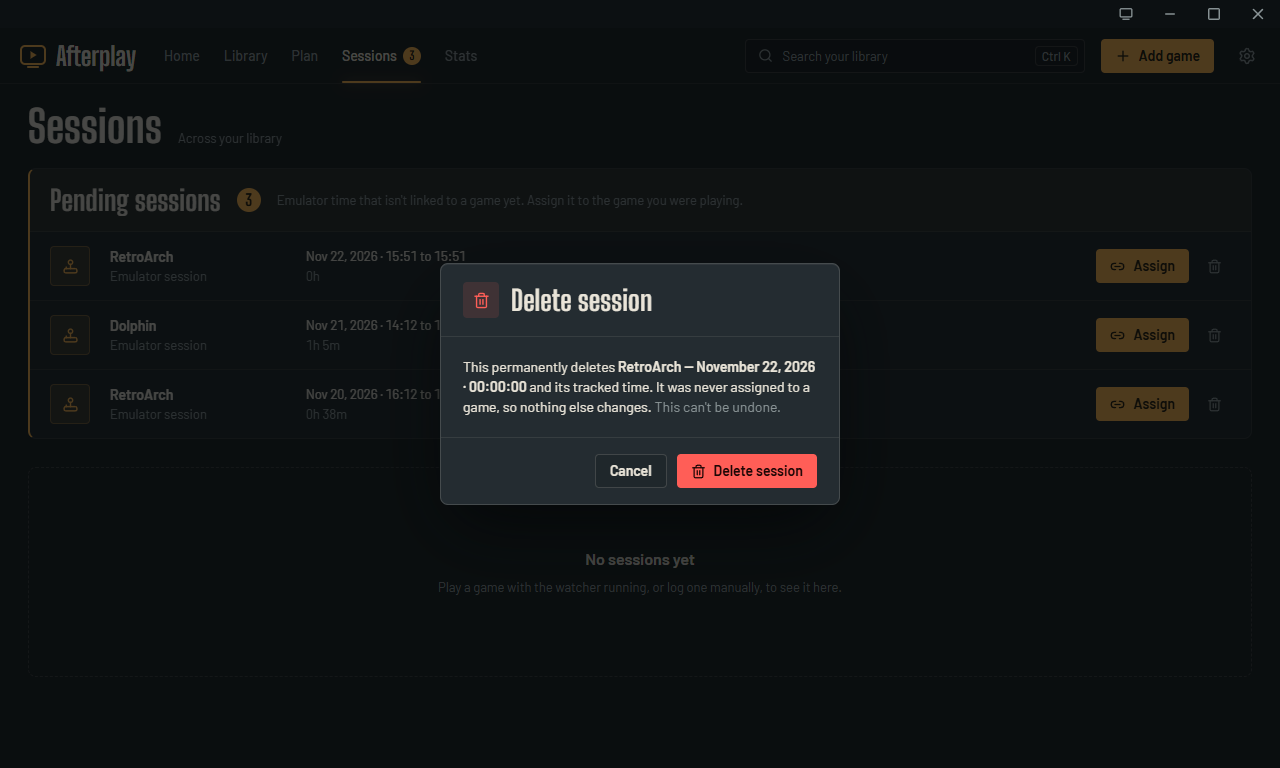 Afterplay
Home
Library
Plan
Sessions 3
Stats
Search your library
Ctrl K
Add game
Sessions
Across your library
Pending sessions 3 Emulator time that isn't linked to a game yet. Assign it to the game you were playing.
RetroArch
Emulator session
Nov 22, 2026 · 15:51 to 15:51
0h
Assign
Dolphin
Emulator session
Nov 21, 2026 · 14:12 to 1
1h 5m
Assign
RetroArch
Emulator session
Nov 20, 2026 · 16:12 to 1
0h 38m
Assign
Delete session
This permanently deletes RetroArch — November 22, 2026
· 00:00:00 and its tracked time. It was never assigned to a
game, so nothing else changes. This can't be undone.
Cancel
Delete session
No sessions yet
Play a game with the watcher running, or log one manually, to see it here.